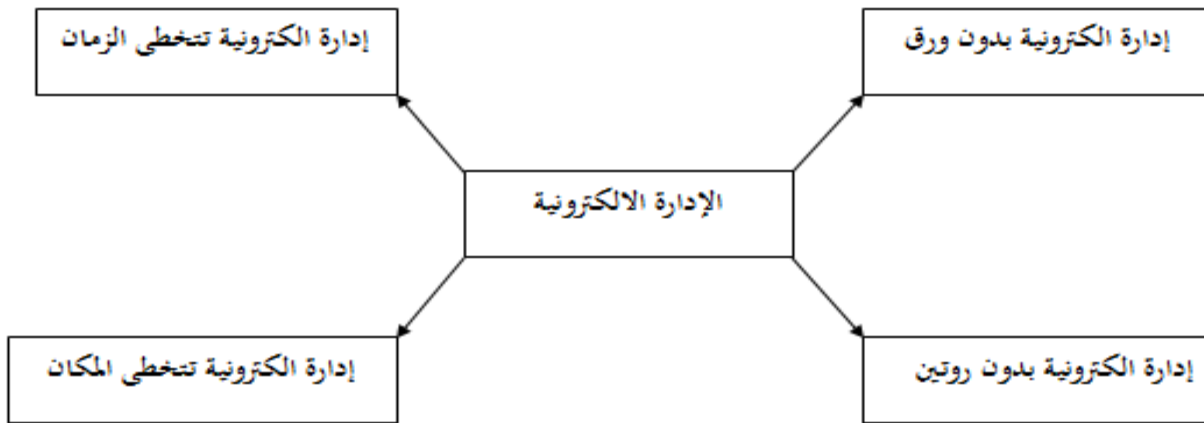 إدارة الكترونية بدون ورق
إدارة الكترونية تتخطى الزمان
الإدارة الالكترونية
إدارة الكترونية بدون روتين
إدارة الكترونية تتخطى المكان